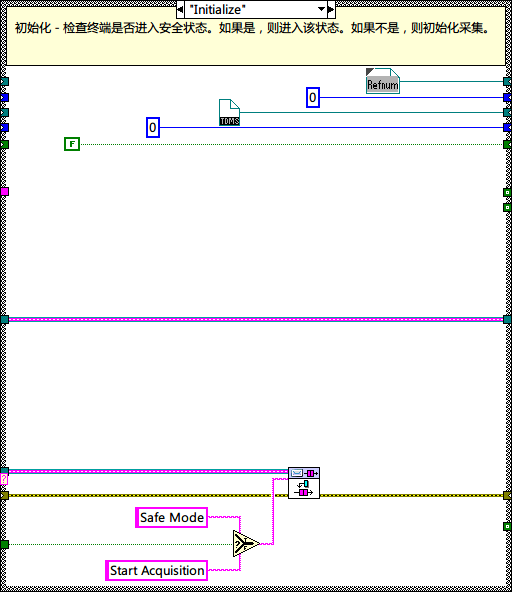 "Initialize"
初始化 - 检查终端是否进入安全状态。如果是，则进入该状态。如果不是，则初始化采集。
Refnum
0
TDMS
0
F
?
Safe Mode
?
T
F
Start Acquisition